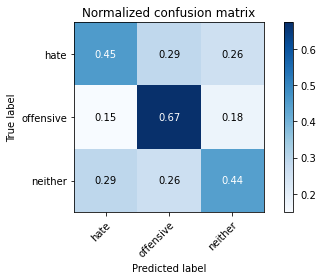 Normalized confusion matrix
True label
hate
0.45 0.29 0.26
offensive
0.15 0.67 0.18
neither
0.29 0.26 0.44
hate offensive neither
Predicted label
0.6
0.5
0.4
0.3
0.2